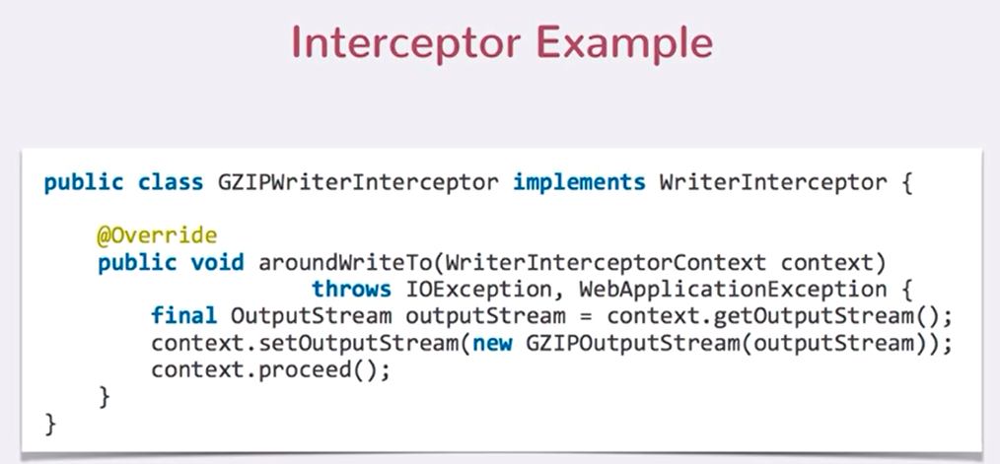 Interceptor Example
public class GZIPWriterInterceptor implements WriterInterceptor {
@Override
public void aroundWriteTo(WriterInterceptorContext context)
throws IOException, WebApplicationException {
final OutputStream outputStream = context.getOutputStream();
context.setOutputStream(new GZIPOutputStream(outputStream));
context.proceed();
}
}